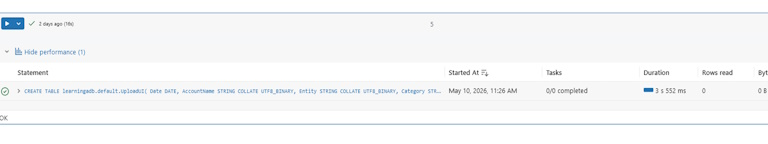 2 days ago (16s)
5
Hide performance (1)
Statement Started At Tasks Duration Rows read Byt
CREATE TABLE learningadb.default.UploadUI( Date DATE, AccountName STRING COLLATE UTF8_BINARY, Entity STRING COLLATE UTF8_BINARY, Category STR... May 10, 2026, 11:26 AM 0/0 completed 3 s 552 ms 0 0 B
OK